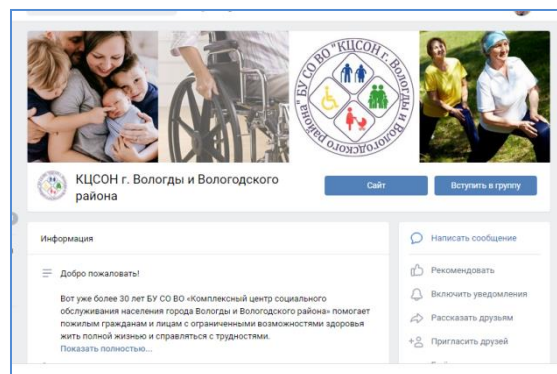 БУ СО ВО "КЦСОН г. Вологды и Вологодского района"
КЦСОН г. Вологды и Вологодского
района
Сайт
Вступить в группу
Информация
Добро пожаловать!
Вот уже более 30 лет БУ СО ВО «Комплексный центр социального
обслуживания населения города Вологды и Вологодского района» помогает
пожилым гражданам и лицам с ограниченными возможностями здоровья
жить полной жизнью и справляться с трудностями.
Показать полностью...
Написать сообщение
Рекомендовать
Включить уведомления
Рассказать друзьям
Пригласить друзей